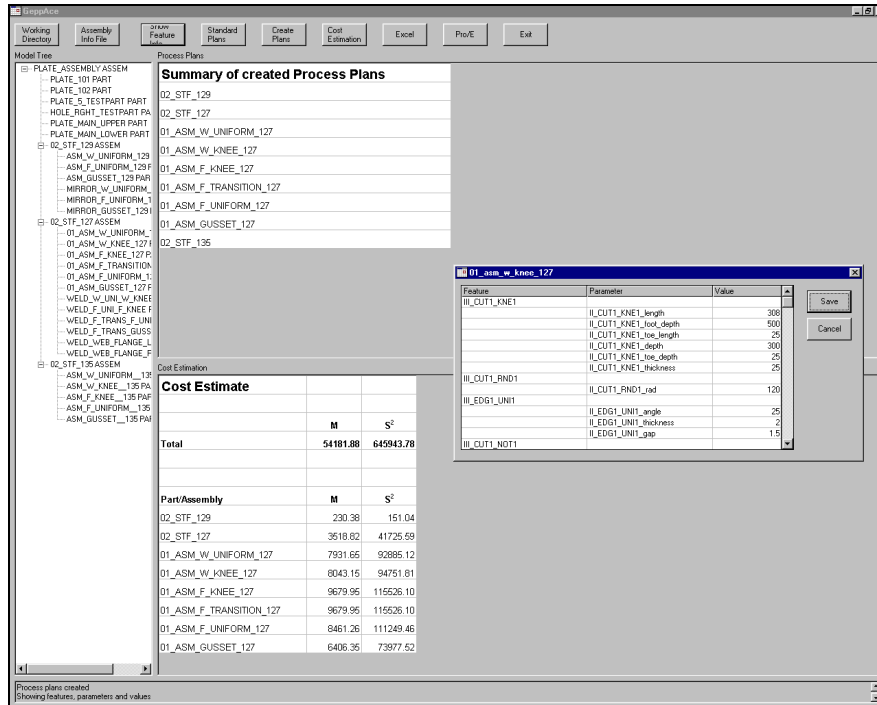 GeppAce
Working Directory
Assembly Info File
Show Feature Info
Standard Plans
Create Plans
Cost Estimation
Excel
Pro/E
Exit
Model Tree
PLATE_ASSEMBLY ASSEM
PLATE_101 PART
PLATE_102 PART
PLATE_5_TESTPART PART
HOLE_RGHT_TESTPART PA
PLATE_MAIN_UPPER PART
PLATE_MAIN_LOWER PART
02_STF_129 ASSEM
ASM_W_UNIFORM_129
ASM_F_UNIFORM_129 F
ASM_GUSSET_129 PAR
MIRROR_W_UNIFORM_
MIRROR_F_UNIFORM_1
MIRROR_GUSSET_129 I
02_STF_127 ASSEM
01_ASM_W_UNIFORM_1
01_ASM_W_KNEE_127 F
01_ASM_F_KNEE_127 P
01_ASM_F_TRANSITION
01_ASM_F_UNIFORM_1
01_ASM_GUSSET_127 F
WELD_W_UNI_W_KNEE
WELD_F_UNI_F_KNEE F
WELD_F_TRANS_F_UNI
WELD_F_TRANS_GUSS
WELD_WEB_FLANGE_L
WELD_WEB_FLANGE_F
02_STF_135 ASSEM
ASM_W_UNIFORM__135
ASM_W_KNEE__135 PA
ASM_F_KNEE__135 PAF
ASM_F_UNIFORM__135
ASM_GUSSET__135 PAF
Process Plans
Summary of created Process Plans
02_STF_129
02_STF_127
01_ASM_W_UNIFORM_127
01_ASM_W_KNEE_127
01_ASM_F_KNEE_127
01_ASM_F_TRANSITION_127
01_ASM_F_UNIFORM_127
01_ASM_GUSSET_127
02_STF_135
Cost Estimation
Cost Estimate
M S²
Total 54181.88 645943.78
Part/Assembly M S²
02_STF_129 230.38 151.04
02_STF_127 3518.82 41725.59
01_ASM_W_UNIFORM_127 7931.65 92885.12
01_ASM_W_KNEE_127 8043.15 94751.81
01_ASM_F_KNEE_127 9679.95 115526.10
01_ASM_F_TRANSITION_127 9679.95 115526.10
01_ASM_F_UNIFORM_127 8461.26 111249.46
01_ASM_GUSSET_127 6406.35 73977.52
01_asm_w_knee_127
Feature Parameter Value
III_CUT1_KNE1
II_CUT1_KNE1_length 308
II_CUT1_KNE1_foot_depth 500
II_CUT1_KNE1_toe_length 25
II_CUT1_KNE1_depth 300
II_CUT1_KNE1_toe_depth 25
II_CUT1_KNE1_thickness 25
III_CUT1_RND1
II_CUT1_RND1_rad 120
III_EDG1_UNI1
II_EDG1_UNI1_angle 25
II_EDG1_UNI1_thickness 2
II_EDG1_UNI1_gap 1.5
III_CUT1_NOT1
Save
Cancel
Process plans created
Showing features, parameters and values